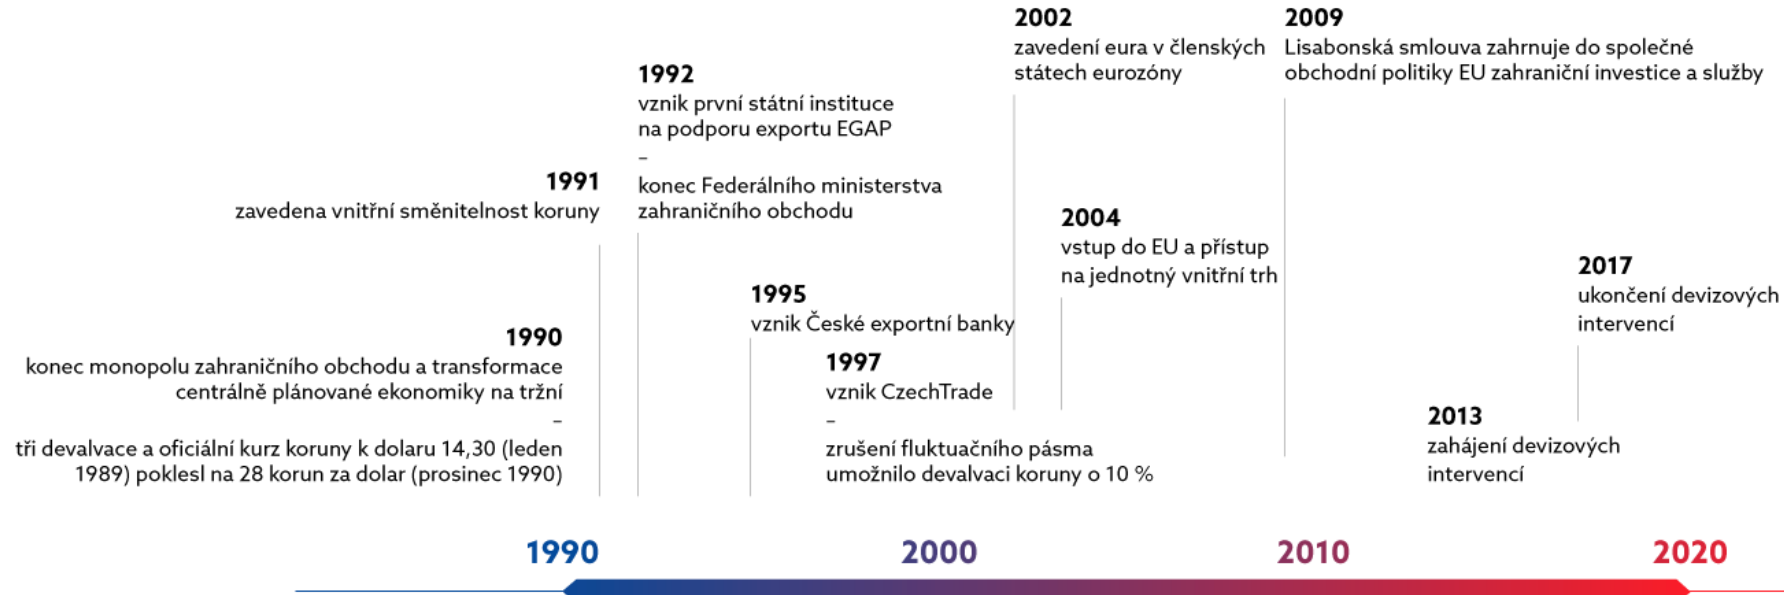 1990
konec monopolu zahraničního obchodu a transformace
centrálně plánované ekonomiky na tržní
–
tři devalvace a oficiální kurz koruny k dolaru 14,30 (leden
1989) poklesl na 28 korun za dolar (prosinec 1990)
1991
zavedena vnitřní směnitelnost koruny
1992
vznik první státní instituce
na podporu exportu EGAP
–
konec Federálního ministerstva
zahraničního obchodu
1995
vznik České exportní banky
1997
vznik CzechTrade
–
zrušení fluktuačního pásma
umožnilo devalvaci koruny o 10 %
2002
zavedení eura v členských
státech eurozóny
2004
vstup do EU a přístup
na jednotný vnitřní trh
2009
Lisabonská smlouva zahrnuje do společné
obchodní politiky EU zahraniční investice a služby
2013
zahájení devizových
intervencí
2017
ukončení devizových
intervencí
1990
2000
2010
2020